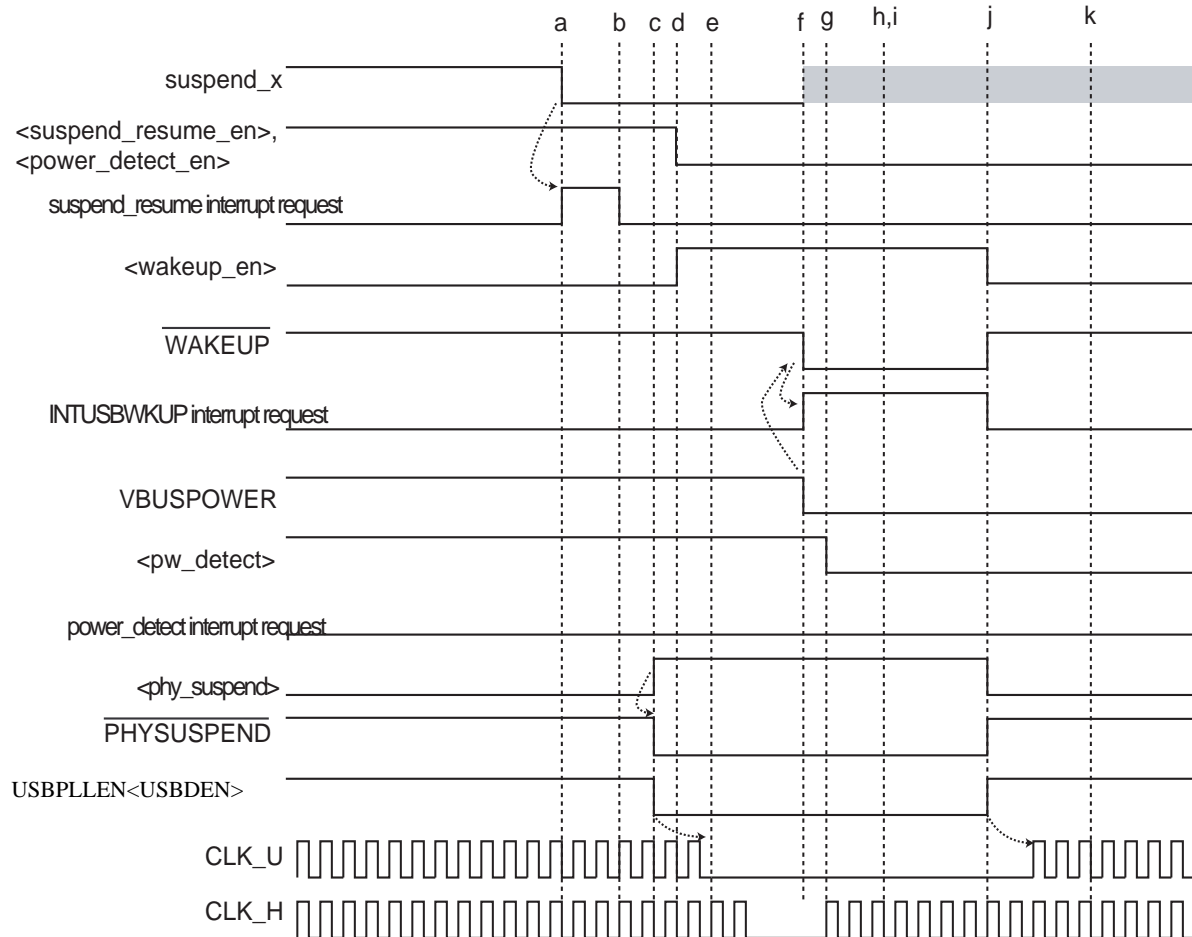 a b c d e f g h,i j k
suspend_x
<suspend_resume_en>,
<power_detect_en>
suspend_resume interrupt request
<wakeup_en>
WAKEUP
INTUSBWKUP interrupt request
VBUSPOWER
<pw_detect>
power_detect interrupt request
<phy_suspend>
PHYSUSPEND
USBPLLEN<USBDEN>
CLK_U
CLK_H